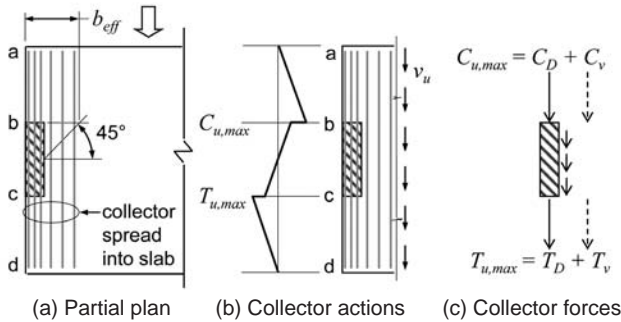 b_eff
a
b
45°
c
collector
spread
into slab
d
(a) Partial plan
a
v_u
b
C_u,max
T_u,max
c
d
(b) Collector actions
C_u,max = C_D + C_v
T_u,max = T_D + T_v
(c) Collector forces